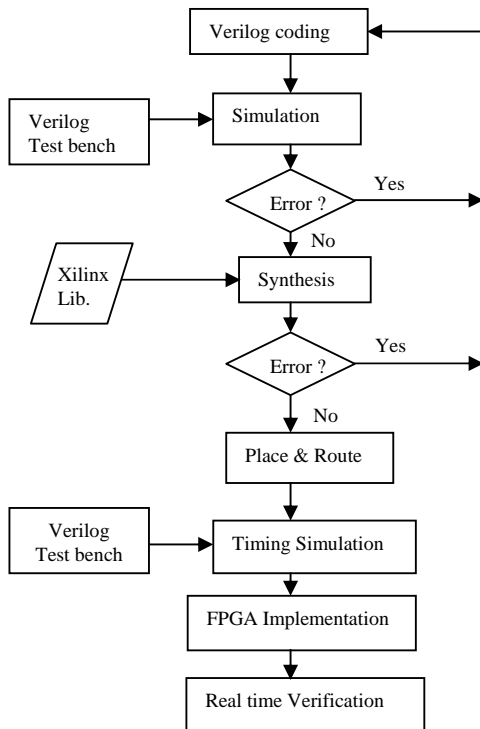 Verilog coding
Verilog
Test bench
Simulation
Error ?
Yes
No
Xilinx
Lib.
Synthesis
Error ?
Yes
No
Place & Route
Verilog
Test bench
Timing Simulation
FPGA Implementation
Real time Verification